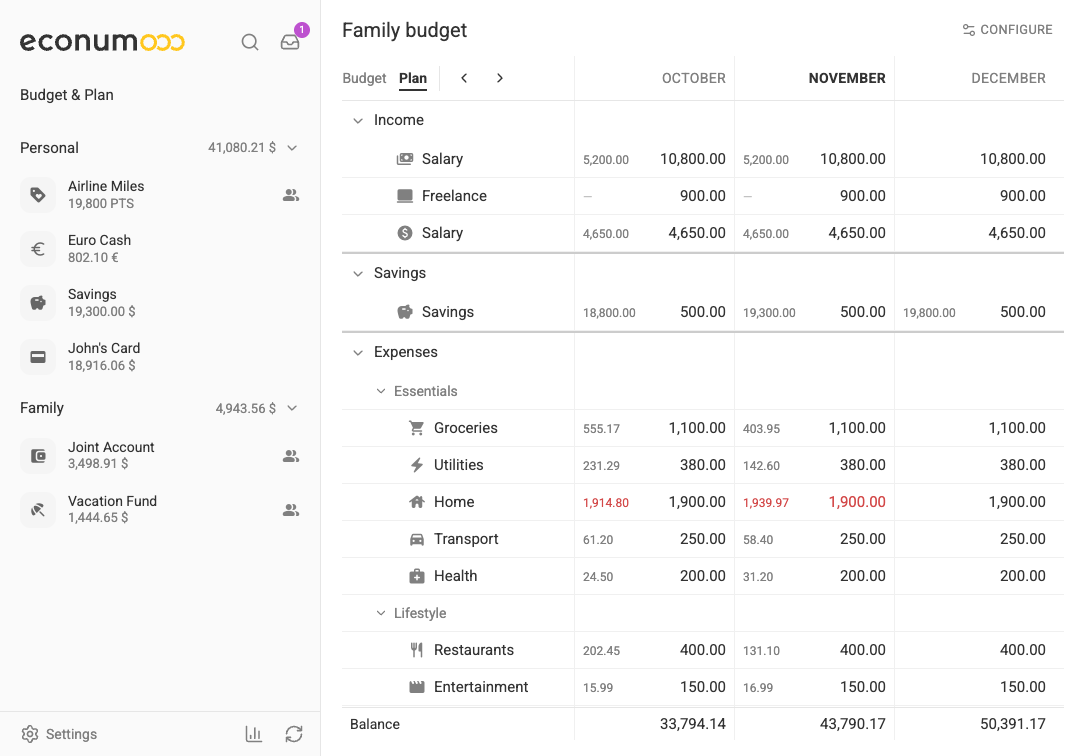 econumooo
1
Budget & Plan
Personal 41,080.21 $
Airline Miles
19,800 PTS
Euro Cash
802.10 €
Savings
19,300.00 $
John's Card
18,916.06 $
Family 4,943.56 $
Joint Account
3,498.91 $
Vacation Fund
1,444.65 $
Settings
Family budget CONFIGURE
Budget Plan OCTOBER NOVEMBER DECEMBER
Income
Salary 5,200.00 10,800.00 5,200.00 10,800.00 10,800.00
Freelance – 900.00 – 900.00 900.00
Salary 4,650.00 4,650.00 4,650.00 4,650.00 4,650.00
Savings
Savings 18,800.00 500.00 19,300.00 500.00 19,800.00 500.00
Expenses
Essentials
Groceries 555.17 1,100.00 403.95 1,100.00 1,100.00
Utilities 231.29 380.00 142.60 380.00 380.00
Home 1,914.80 1,900.00 1,939.97 1,900.00 1,900.00
Transport 61.20 250.00 58.40 250.00 250.00
Health 24.50 200.00 31.20 200.00 200.00
Lifestyle
Restaurants 202.45 400.00 131.10 400.00 400.00
Entertainment 15.99 150.00 16.99 150.00 150.00
Balance 33,794.14 43,790.17 50,391.17